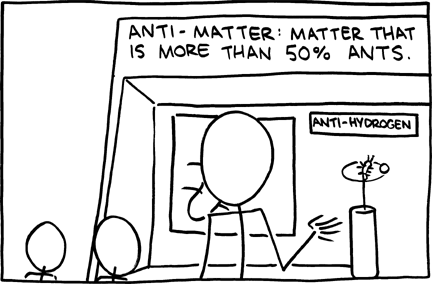 ANTI-MATTER: MATTER THAT
IS MORE THAN 50% ANTS.
ANTI-HYDROGEN